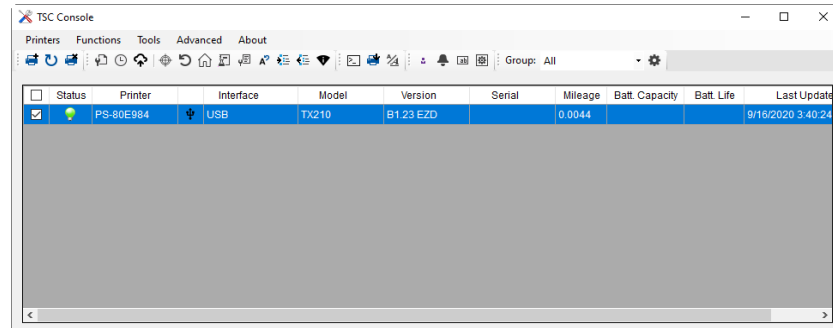 TSC Console
Printers Functions Tools Advanced About
Group: All
Status Printer Interface Model Version Serial Mileage Batt. Capacity Batt. Life Last Update
PS-80E984 USB TX210 B1.23 EZD 0.0044 9/16/2020 3:40:24